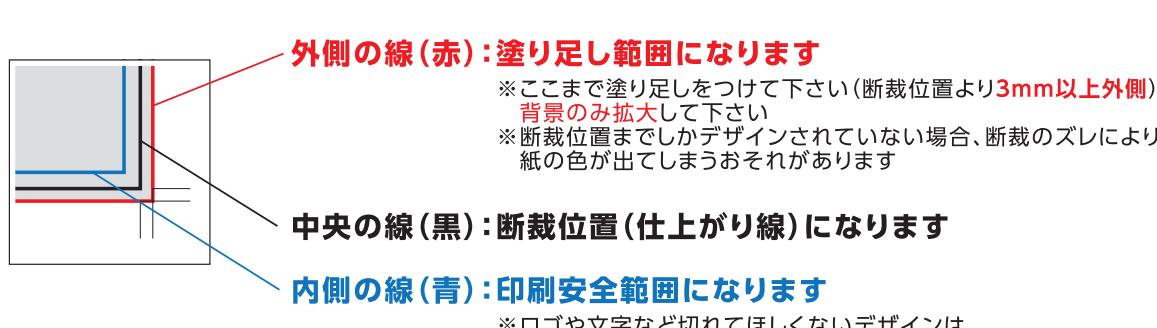 外側の線（赤）：塗り足し範囲になります
※ここまで塗り足しをつけて下さい（断裁位置より3mm以上外側）
背景のみ拡大して下さい
※断裁位置までしかデザインされていない場合、断裁のズレにより
紙の色が出てしまうおそれがあります
中央の線（黒）：断裁位置（仕上がり線）になります
内側の線（青）：印刷安全範囲になります
※ロゴや文字など切れてほしくないデザインは